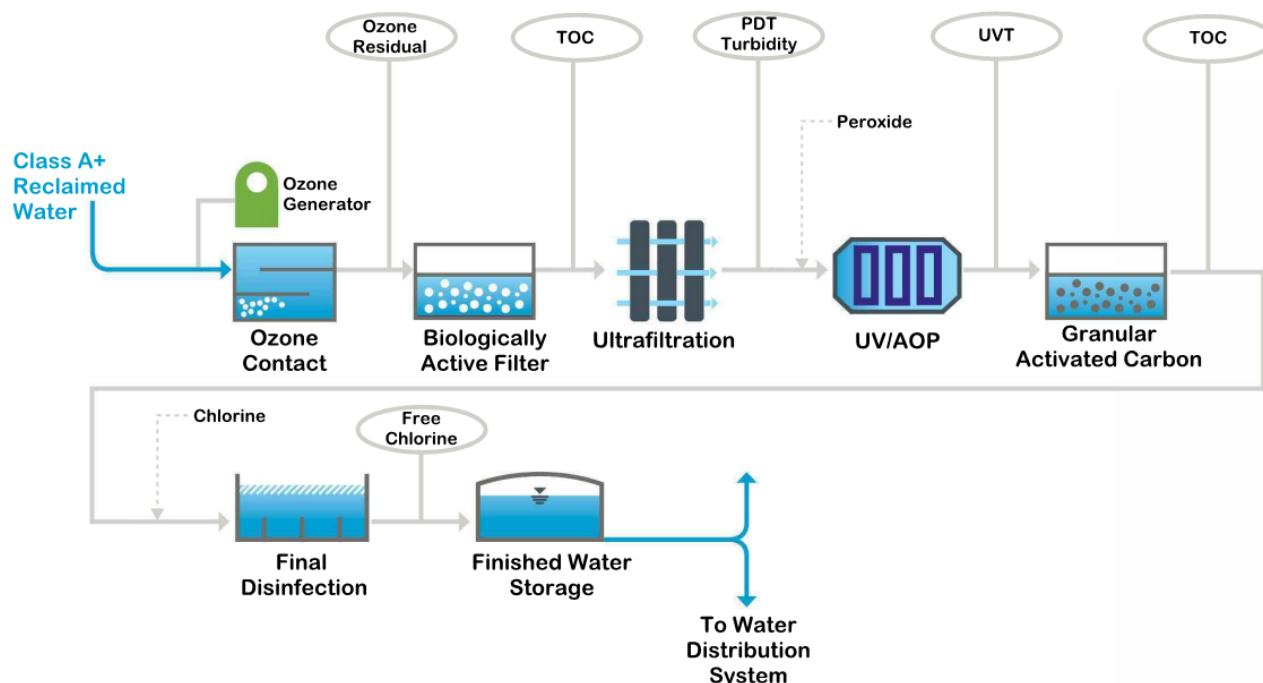 Ozone
Residual
TOC
PDT
Turbidity
UVT
TOC
Peroxide
Class A+
Reclaimed
Water
Ozone
Generator
Ozone
Contact
Biologically
Active Filter
Ultrafiltration
UV/AOP
Granular
Activated Carbon
Chlorine
Free
Chlorine
Final
Disinfection
Finished Water
Storage
To Water
Distribution
System